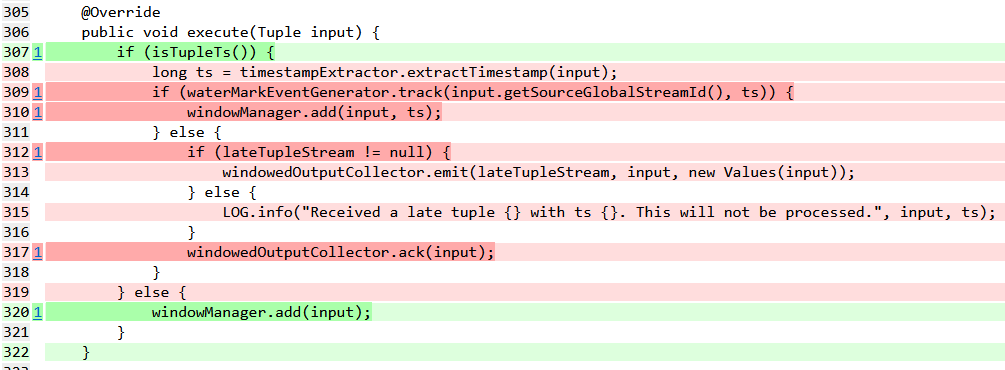 305 @Override
306 public void execute(Tuple input) {
307 1 if (isTupleTs()) {
308 long ts = timestampExtractor.extractTimestamp(input);
309 1 if (waterMarkEventGenerator.track(input.getSourceGlobalStreamId(), ts)) {
310 1 windowManager.add(input, ts);
311 } else {
312 1 if (lateTupleStream != null) {
313 windowedOutputCollector.emit(lateTupleStream, input, new Values(input));
314 } else {
315 LOG.info("Received a late tuple {} with ts {}. This will not be processed.", input, ts);
316 }
317 1 windowedOutputCollector.ack(input);
318 }
319 } else {
320 1 windowManager.add(input);
321 }
322 }